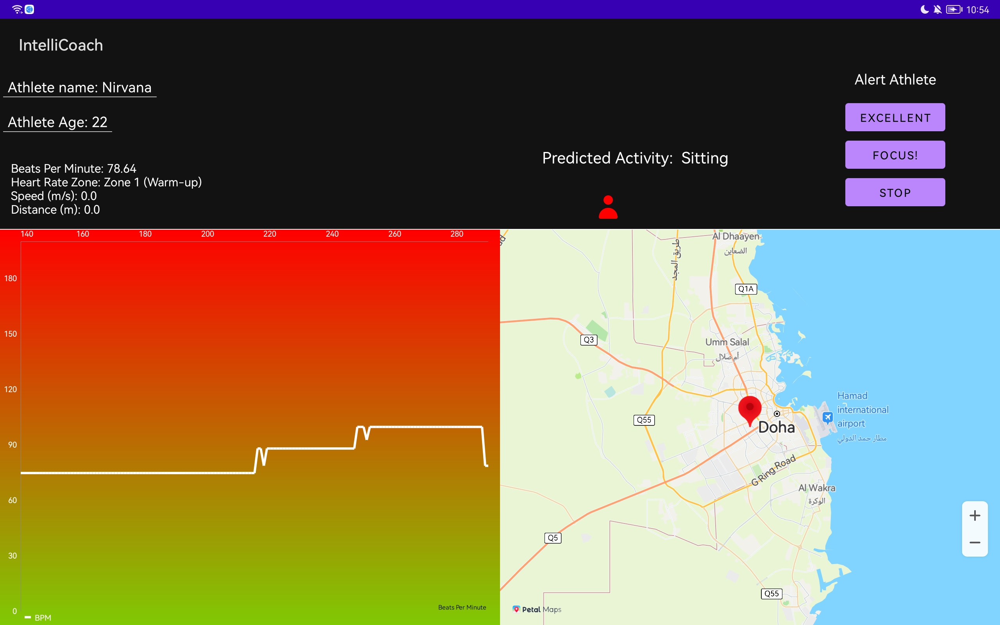 10:54
IntelliCoach
Athlete name: Nirvana
Athlete Age: 22
Beats Per Minute: 78.64
Heart Rate Zone: Zone 1 (Warm-up)
Speed (m/s): 0.0
Distance (m): 0.0
Predicted Activity: Sitting
Alert Athlete
EXCELLENT
FOCUS!
STOP
140 160 180 200 220 240 260 280
180
150
120
90
60
30
0
Beats Per Minute
BPM
Al Dhaayen
الضعاين
طريق المجد
Q1A
Q3
Umm Salal
أم صلال
Hamad
international
airport
مطار حمد الدولي
Q55
Doha
G Ring Road
Al Wakra
الوكرة
Q5
Q55
Petal Maps